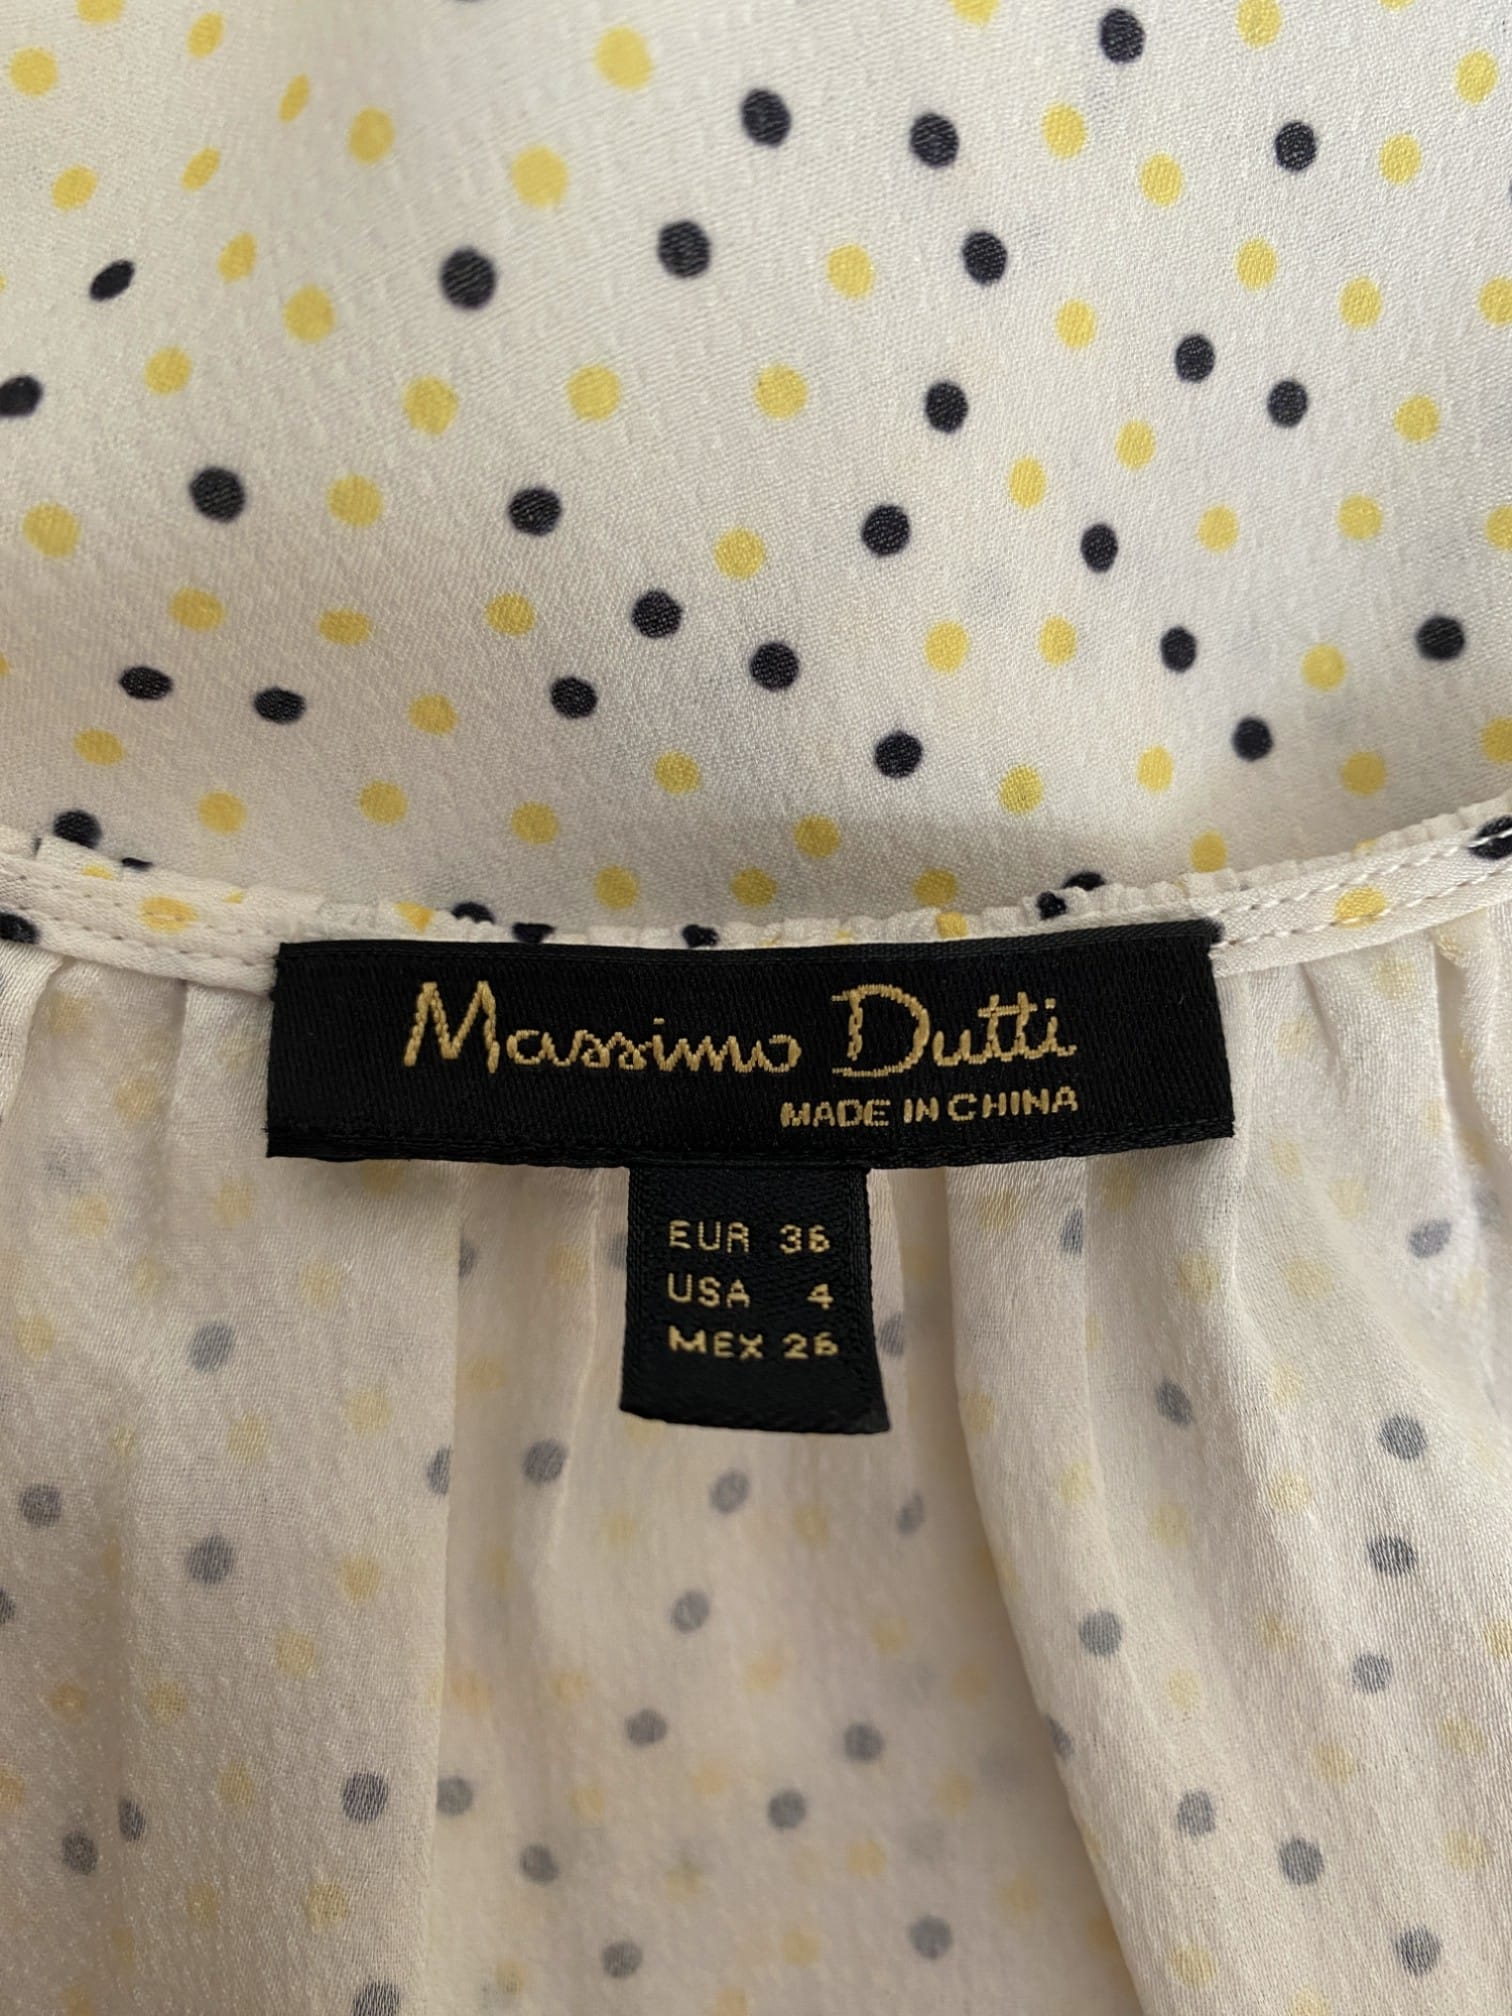 Massimo Dutti
MADE IN CHINA
EUR 36
USA 4
MEX 26